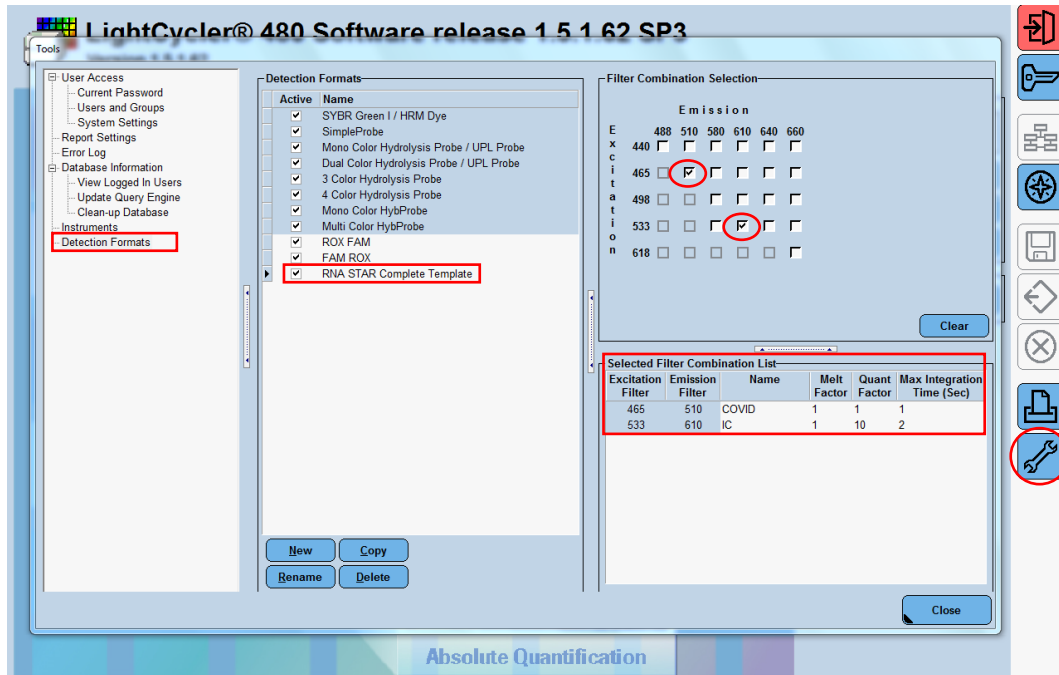 LightCycler® 480 Software release 1.5.1.62 SP3
Version 1.5.1.62
Tools
User Access
Current Password
Users and Groups
System Settings
Report Settings
Error Log
Database Information
View Logged In Users
Update Query Engine
Clean-up Database
Instruments
Detection Formats
Detection Formats
Active Name
SYBR Green I / HRM Dye
SimpleProbe
Mono Color Hydrolysis Probe / UPL Probe
Dual Color Hydrolysis Probe / UPL Probe
3 Color Hydrolysis Probe
4 Color Hydrolysis Probe
Mono Color HybProbe
Multi Color HybProbe
ROX FAM
FAM ROX
RNA STAR Complete Template
New Copy
Rename Delete
Filter Combination Selection
Emission
Excitation
488 510 580 610 640 660
440
465
498
533
618
Clear
Selected Filter Combination List
Excitation Filter Emission Filter Name Melt Factor Quant Factor Max Integration Time (Sec)
465 510 COVID 1 1 1
533 610 IC 1 10 2
Close
Absolute Quantification